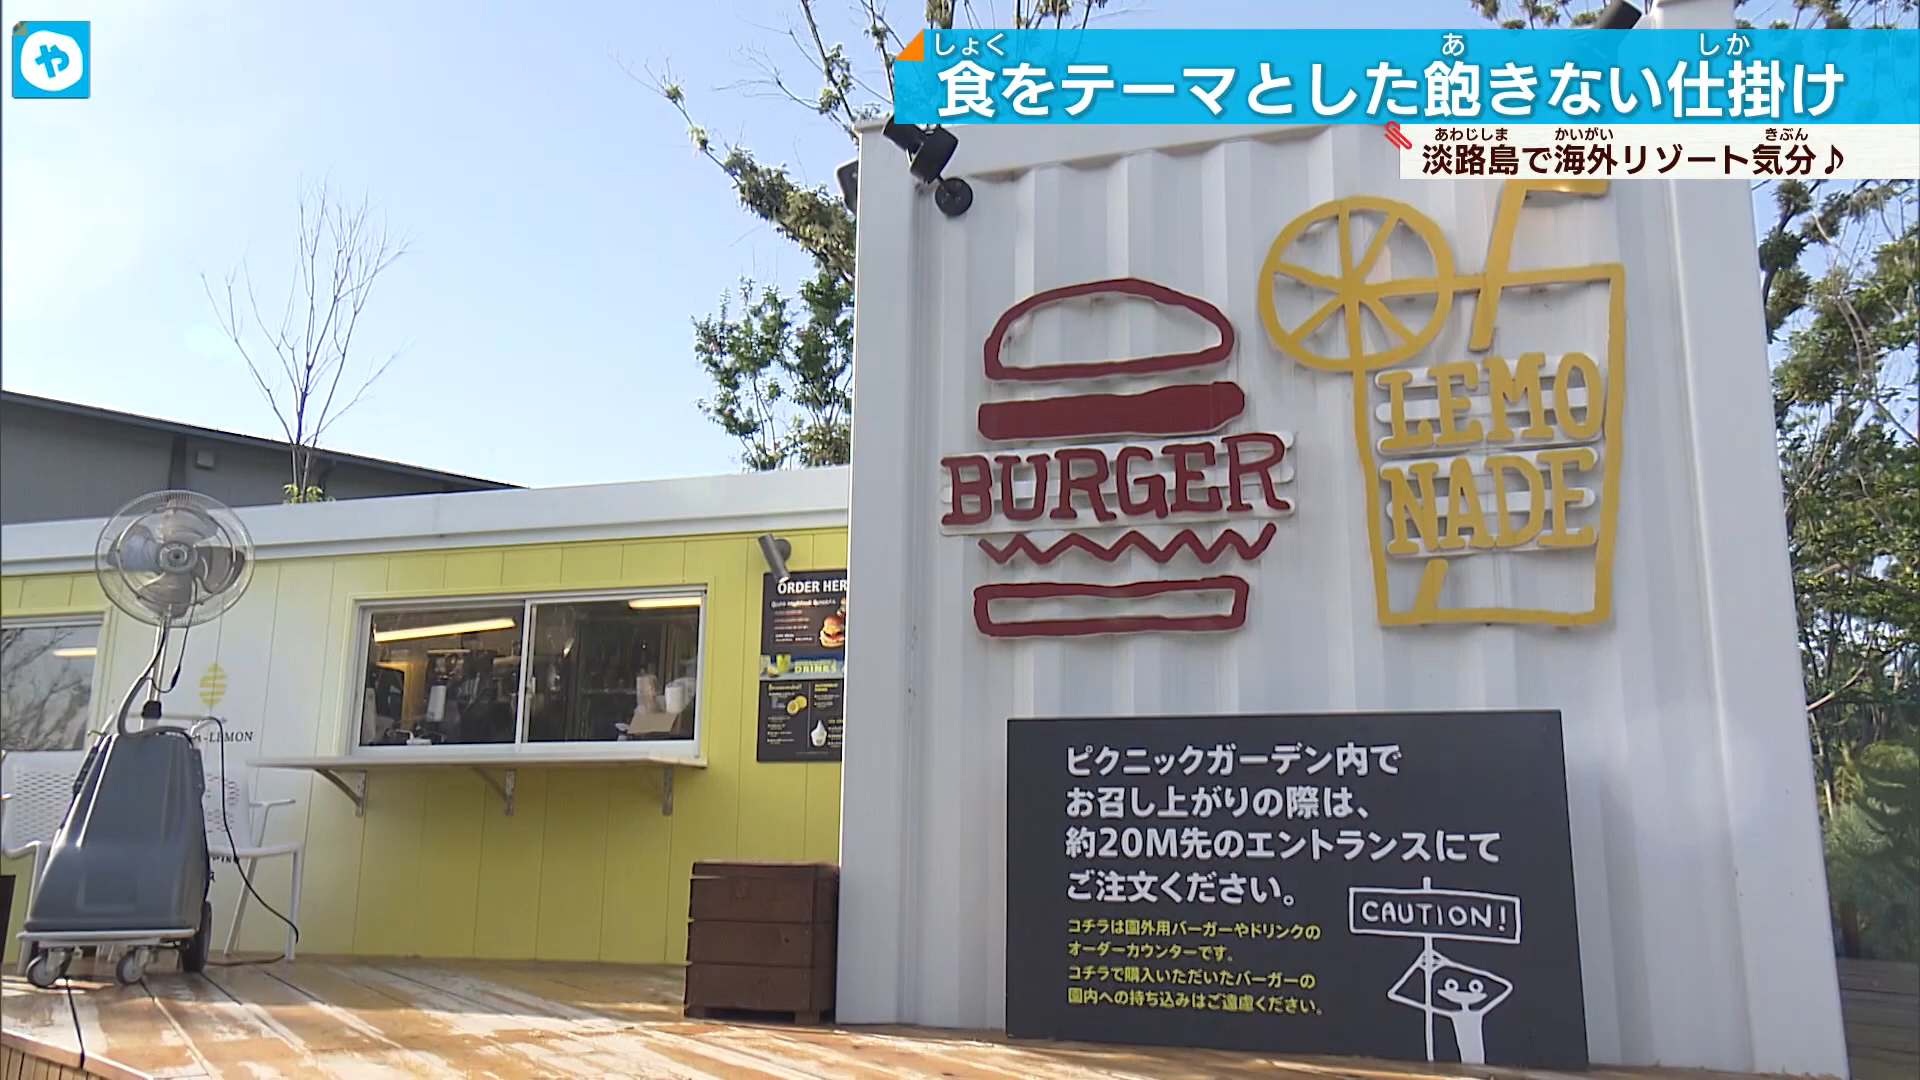 や
しょく あ しか
食をテーマとした飽きない仕掛け
あわじしま かいがい きぶん
淡路島で海外リゾート気分♪
BURGER
LEMO
NADE
ORDER HER
DRINKS
-LEMON
ピクニックガーデン内で
お召し上がりの際は、
約20M先のエントランスにて
ご注文ください。
コチラは園外用バーガーやドリンクの
オーダーカウンターです。
コチラで購入いただいたバーガーの
園内への持ち込みはご遠慮ください。
CAUTION!